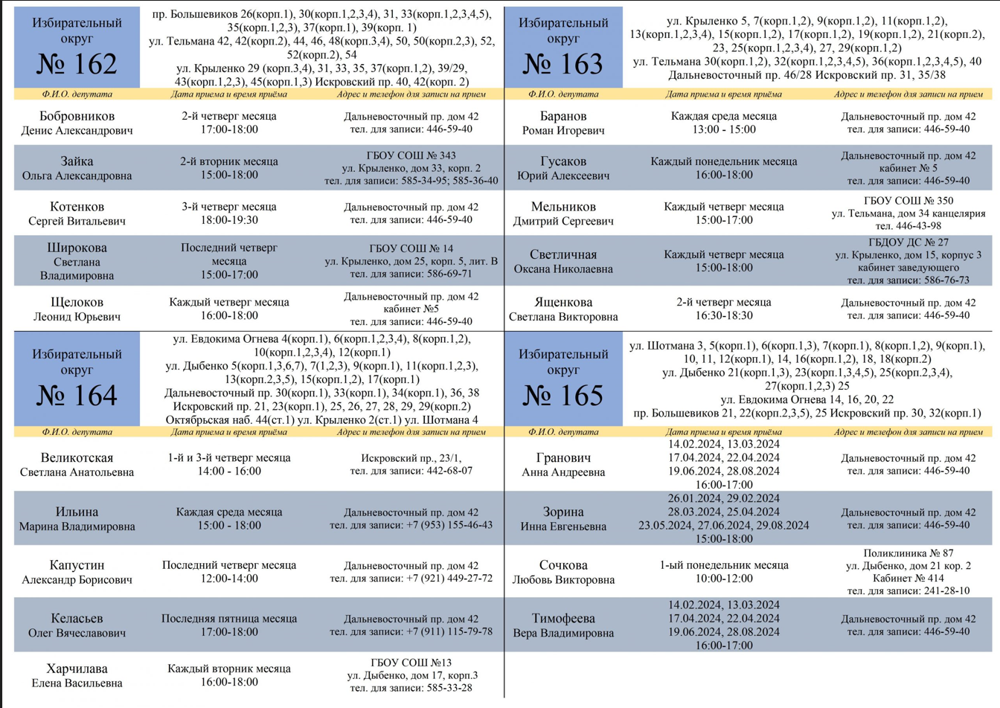 Избирательный
округ
№ 162
пр. Большевиков 26(корп.1), 30(корп.1,2,3,4), 31, 33(корп.1,2,3,4,5),
35(корп.1,2,3), 37(корп.1), 39(корп. 1)
ул. Тельмана 42, 42(корп.2), 44, 46, 48(корп.3,4), 50, 50(корп.2,3), 52,
52(корп.2), 54
ул. Крыленко 29 (корп.3,4), 31, 33, 35, 37(корп.1,2), 39/29,
43(корп.1,2,3), 45(корп.1,3) Искровский пр. 40, 42(корп. 2)
Ф.И.О. депутата Дата приема и время приёма Адрес и телефон для записи на прием
Бобровников
Денис Александрович
2-й четверг месяца
17:00-18:00
Дальневосточный пр. дом 42
тел. для записи: 446-59-40
Зайка
Ольга Александровна
2-й вторник месяца
15:00-18:00
ГБОУ СОШ № 343
ул. Крыленко, дом 33, корп. 2
тел. для записи: 585-34-95; 585-36-40
Котенков
Сергей Витальевич
3-й четверг месяца
18:00-19:30
Дальневосточный пр. дом 42
тел. для записи: 446-59-40
Широкова
Светлана
Владимировна
Последний четверг
месяца
15:00-17:00
ГБОУ СОШ № 14
ул. Крыленко, дом 25, корп. 5, лит. В
тел. для записи: 586-69-71
Щелоков
Леонид Юрьевич
Каждый четверг месяца
16:00-18:00
Дальневосточный пр. дом 42
кабинет №5
тел. для записи: 446-59-40
Избирательный
округ
№ 163
ул. Крыленко 5, 7(корп.1,2), 9(корп.1,2), 11(корп.1,2),
13(корп.1,2,3,4), 15(корп.1,2), 17(корп.1,2), 19(корп.1,2), 21(корп.2),
23, 25(корп.1,2,3,4), 27, 29(корп.1,2)
ул. Тельмана 30(корп.1,2), 32(корп.1,2,3,4,5), 36(корп.1,2,3,4,5), 40
Дальневосточный пр. 46/28 Искровский пр. 31, 35/38
Ф.И.О. депутата Дата приема и время приёма Адрес и телефон для записи на прием
Баранов
Роман Игоревич
Каждая среда месяца
13:00 - 15:00
Дальневосточный пр. дом 42
тел. для записи: 446-59-40
Гусаков
Юрий Алексеевич
Каждый понедельник месяца
16:00-18:00
Дальневосточный пр. дом 42
кабинет № 5
тел. для записи: 446-59-40
Мельников
Дмитрий Сергеевич
Каждый четверг месяца
15:00-17:00
ГБОУ СОШ № 350
ул. Тельмана, дом 34 канцелярия
тел. 446-43-98
Светличная
Оксана Николаевна
Каждый четверг месяца
15:00-18:00
ГБДОУ ДС № 27
ул. Крыленко, дом 15, корпус 3
кабинет заведующего
тел. для записи: 586-76-73
Ященкова
Светлана Викторовна
2-й четверг месяца
16:30-18:30
Дальневосточный пр. дом 42
тел. для записи: 446-59-40
Избирательный
округ
№ 164
ул. Евдокима Огнева 4(корп.1), 6(корп.1,2,3,4), 8(корп.1,2),
10(корп.1,2,3,4), 12(корп.1)
ул. Дыбенко 5(корп.1,3,6,7), 7(1,2,3), 9(корп.1), 11(корп.1,2,3),
13(корп.2,3,5), 15(корп.1,2), 17(корп.1)
Дальневосточный пр. 30(корп.1), 33(корп.1), 34(корп.1), 36, 38
Искровский пр. 21, 23(корп.1), 25, 26, 27, 28, 29, 29(корп.2)
Октябрьская наб. 44(ст.1) ул. Крыленко 2(ст.1) ул. Шотмана 4
Ф.И.О. депутата Дата приема и время приёма Адрес и телефон для записи на прием
Великотская
Светлана Анатольевна
1-й и 3-й четверг месяца
14:00 - 16:00
Искровский пр., 23/1,
тел. для записи: 442-68-07
Ильина
Марина Владимировна
Каждая среда месяца
15:00 - 18:00
Дальневосточный пр. дом 42
тел. для записи: +7 (953) 155-46-43
Капустин
Александр Борисович
Последний четверг месяца
12:00-14:00
Дальневосточный пр. дом 42
тел. для записи: +7 (921) 449-27-72
Келасьев
Олег Вячеславович
Последняя пятница месяца
17:00-18:00
Дальневосточный пр. дом 42
тел. для записи: +7 (911) 115-79-78
Харчилава
Елена Васильевна
Каждый вторник месяца
16:00-18:00
ГБОУ СОШ №13
ул. Дыбенко, дом 17, корп.3
тел. для записи: 585-33-28
Избирательный
округ
№ 165
ул. Шотмана 3, 5(корп.1), 6(корп.1,3), 7(корп.1), 8(корп.1,2), 9(корп.1),
10, 11, 12(корп.1), 14, 16(корп.1,2), 18, 18(корп.2)
ул. Дыбенко 21(корп.1,3), 23(корп.1,3,4,5), 25(корп.2,3,4),
27(корп.1,2,3) 25
ул. Евдокима Огнева 14, 16, 20, 22
пр. Большевиков 21, 22(корп.2,3,5), 25 Искровский пр. 30, 32(корп.1)
Ф.И.О. депутата Дата приема и время приёма Адрес и телефон для записи на прием
Гранович
Анна Андреевна
14.02.2024, 13.03.2024
17.04.2024, 22.04.2024
19.06.2024, 28.08.2024
16:00-17:00
Дальневосточный пр. дом 42
тел. для записи: 446-59-40
Зорина
Инна Евгеньевна
26.01.2024, 29.02.2024
28.03.2024, 25.04.2024
23.05.2024, 27.06.2024, 29.08.2024
15:00-18:00
Дальневосточный пр. дом 42
тел. для записи: 446-59-40
Сочкова
Любовь Викторовна
1-ый понедельник месяца
10:00-12:00
Поликлиника № 87
ул. Дыбенко, дом 21 кор. 2
Кабинет № 414
тел. для записи: 241-28-10
Тимофеева
Вера Владимировна
14.02.2024, 13.03.2024
17.04.2024, 22.04.2024
19.06.2024, 28.08.2024
16:00-17:00
Дальневосточный пр. дом 42
тел. для записи: 446-59-40